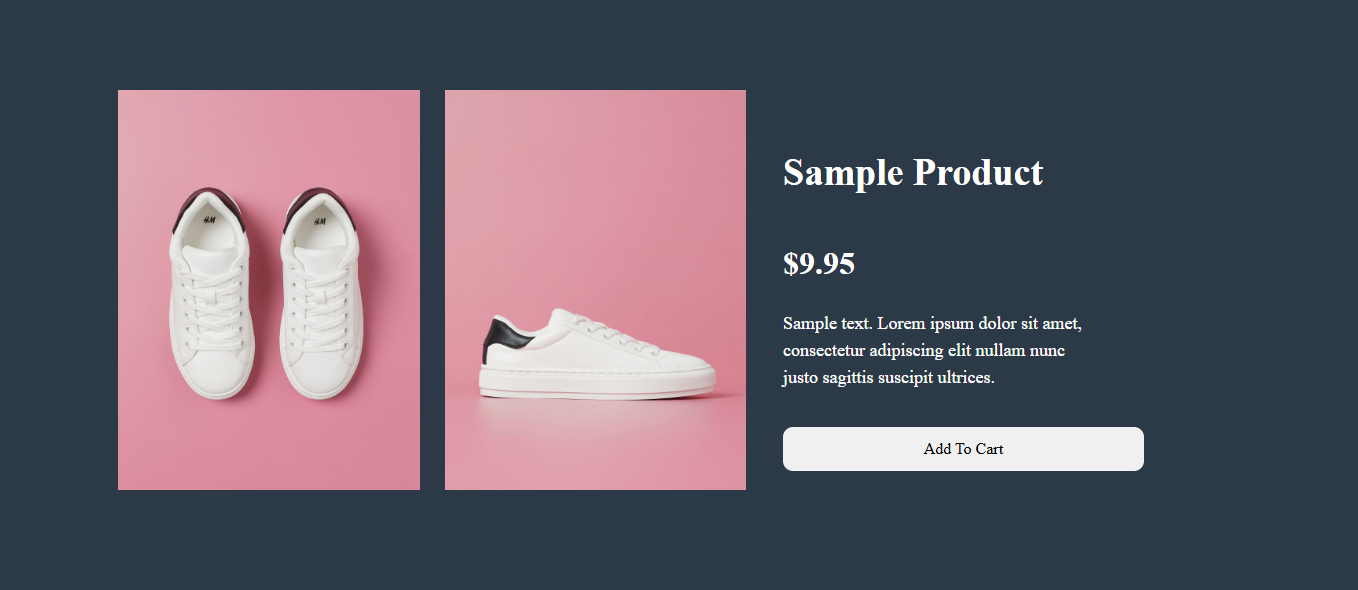 H&M
H&M
Sample Product
$9.95
Sample text. Lorem ipsum dolor sit amet,
consectetur adipiscing elit nullam nunc
justo sagittis suscipit ultrices.
Add To Cart